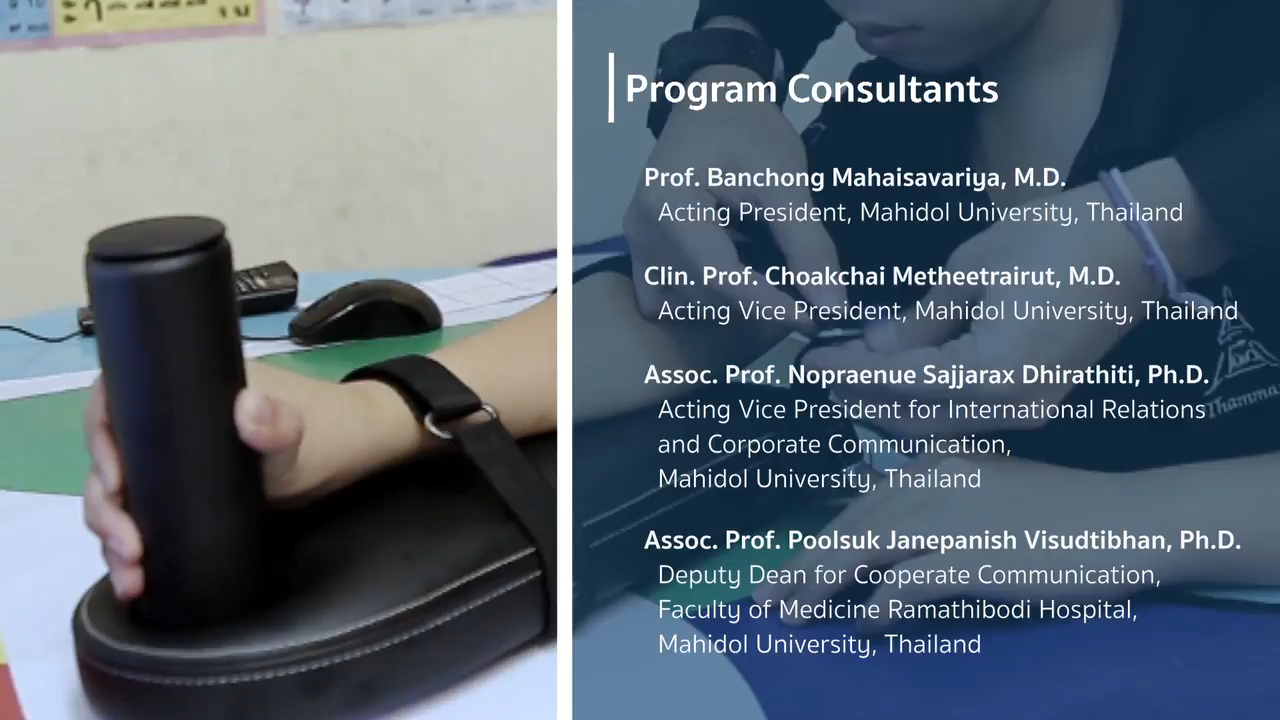 Program Consultants
Prof. Banchong Mahaisavariya, M.D.
Acting President, Mahidol University, Thailand
Clin. Prof. Choakchai Metheetrairut, M.D.
Acting Vice President, Mahidol University, Thailand
Assoc. Prof. Nopraenue Sajjarax Dhirathiti, Ph.D.
Acting Vice President for International Relations
and Corporate Communication,
Mahidol University, Thailand
Assoc. Prof. Poolsuk Janepanish Visudtibhan, Ph.D.
Deputy Dean for Cooperate Communication,
Faculty of Medicine Ramathibodi Hospital,
Mahidol University, Thailand